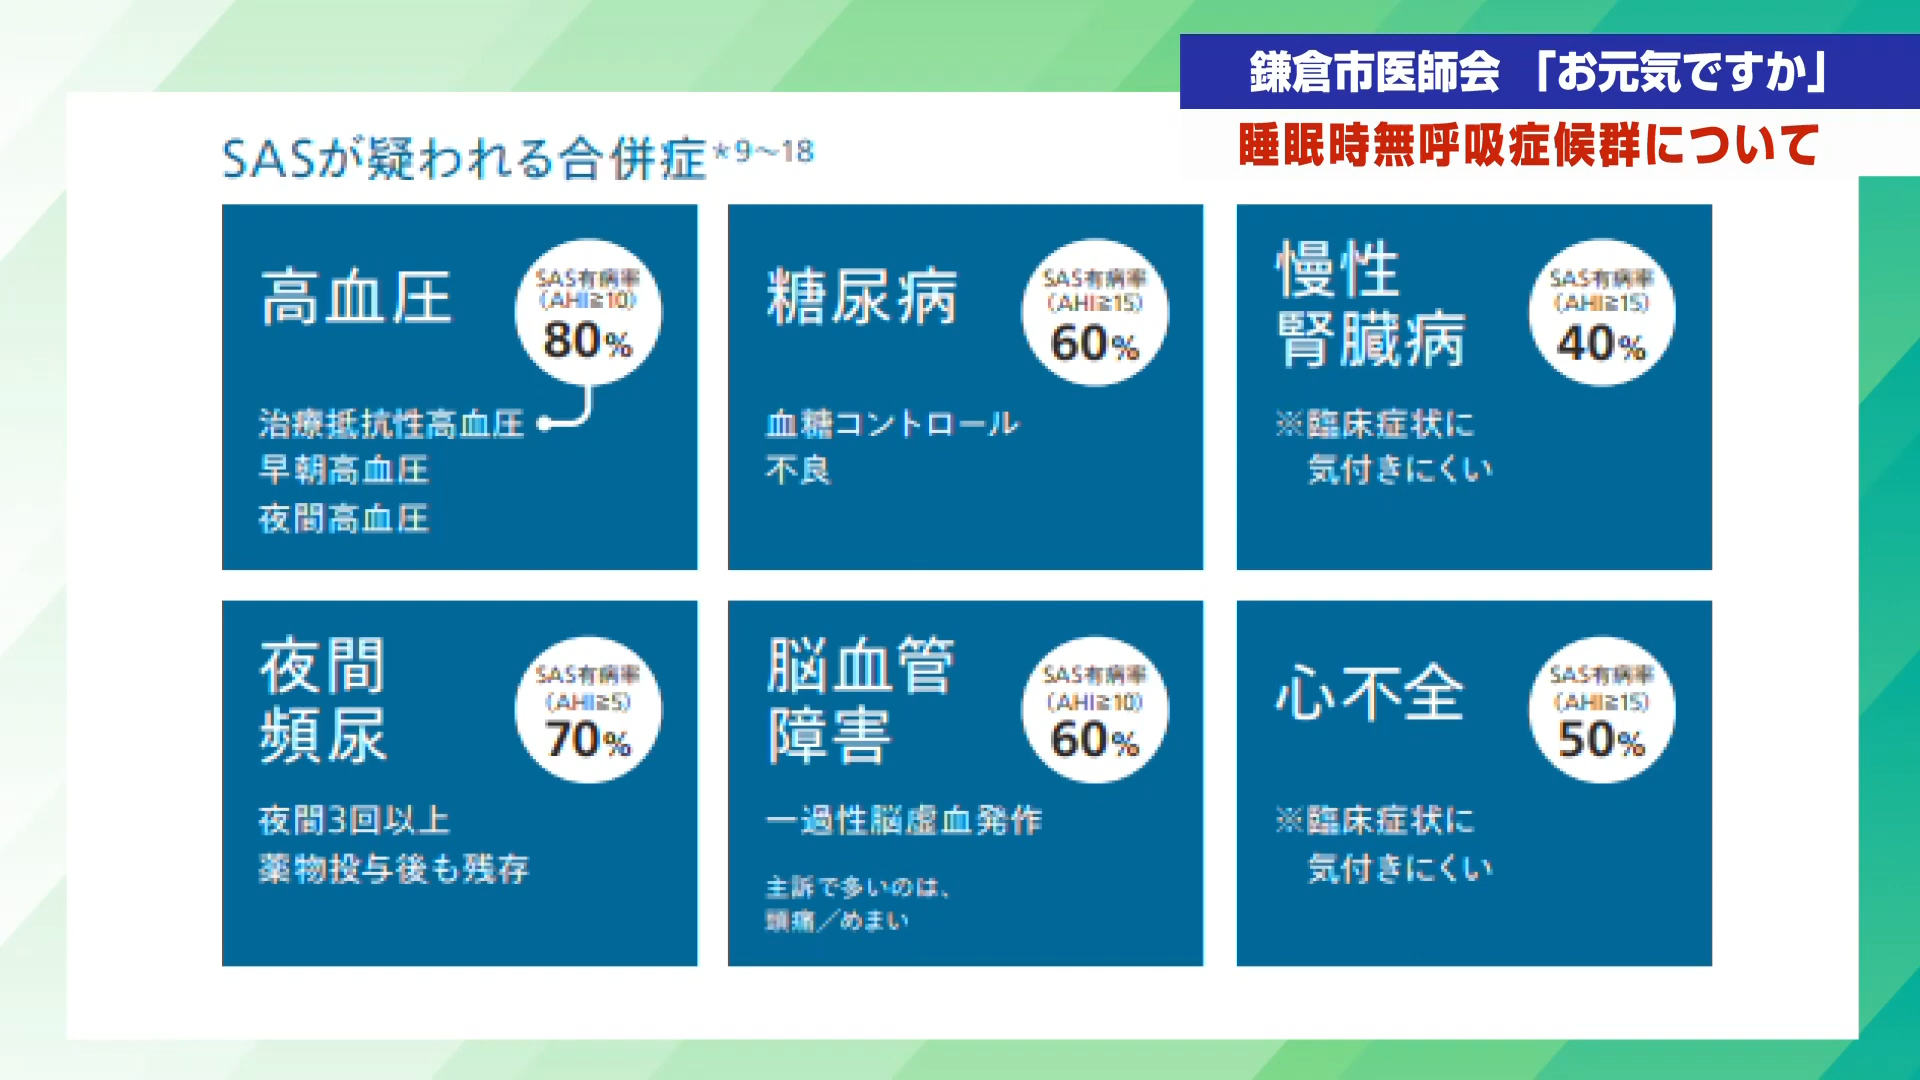 鎌倉市医師会 「お元気ですか」
睡眠時無呼吸症候群について
SASが疑われる合併症*9~18
高血圧
SAS有病率
(AHI≧10)
80%
治療抵抗性高血圧
早朝高血圧
夜間高血圧
糖尿病
SAS有病率
(AHI≧15)
60%
血糖コントロール
不良
慢性
腎臓病
SAS有病率
(AHI≧15)
40%
※臨床症状に
気付きにくい
夜間
頻尿
SAS有病率
(AHI≧5)
70%
夜間3回以上
薬物投与後も残存
脳血管
障害
SAS有病率
(AHI≧10)
60%
一過性脳虚血発作
主訴で多いのは、
頭痛/めまい
心不全
SAS有病率
(AHI≧15)
50%
※臨床症状に
気付きにくい